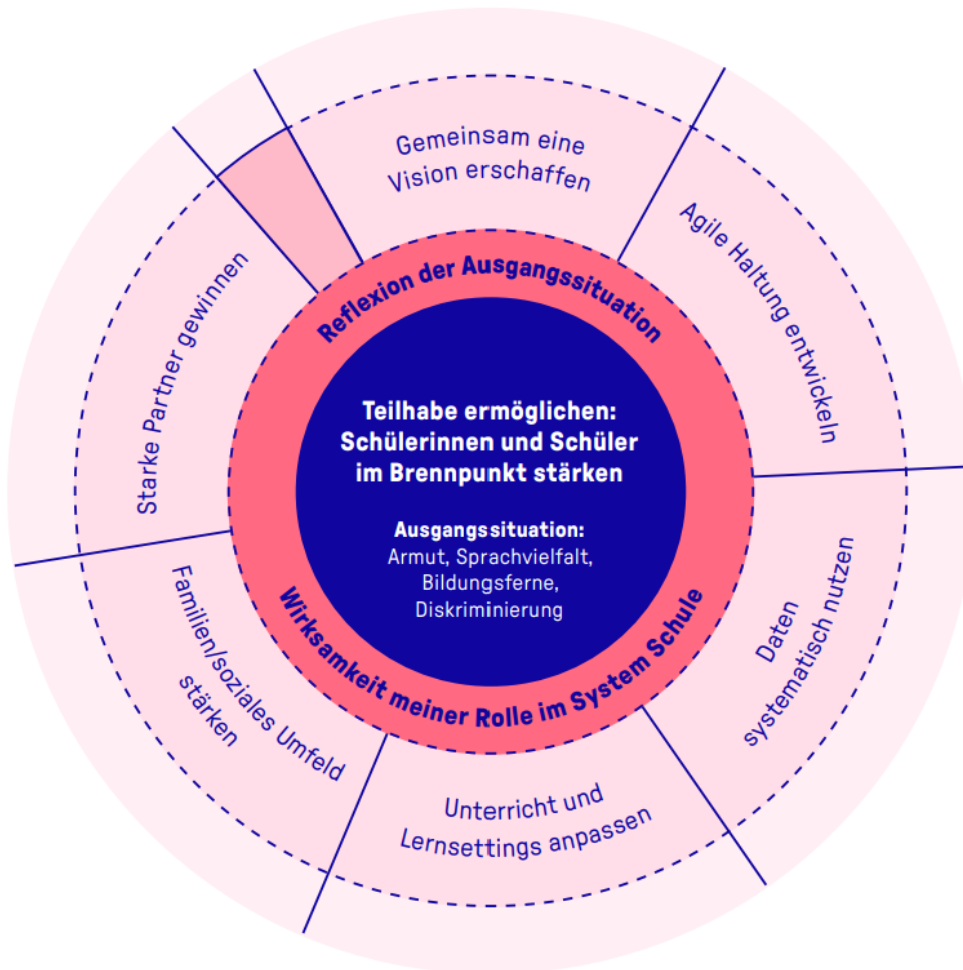 Gemeinsam eine
Vision erschaffen
Agile Haltung entwickeln
Daten
systematisch nutzen
Unterricht und
Lernsettings anpassen
Familien/soziales Umfeld
stärken
Starke Partner gewinnen
Reflexion der Ausgangssituation
Wirksamkeit meiner Rolle im System Schule
Teilhabe ermöglichen:
Schülerinnen und Schüler
im Brennpunkt stärken
Ausgangssituation:
Armut, Sprachvielfalt,
Bildungsferne,
Diskriminierung